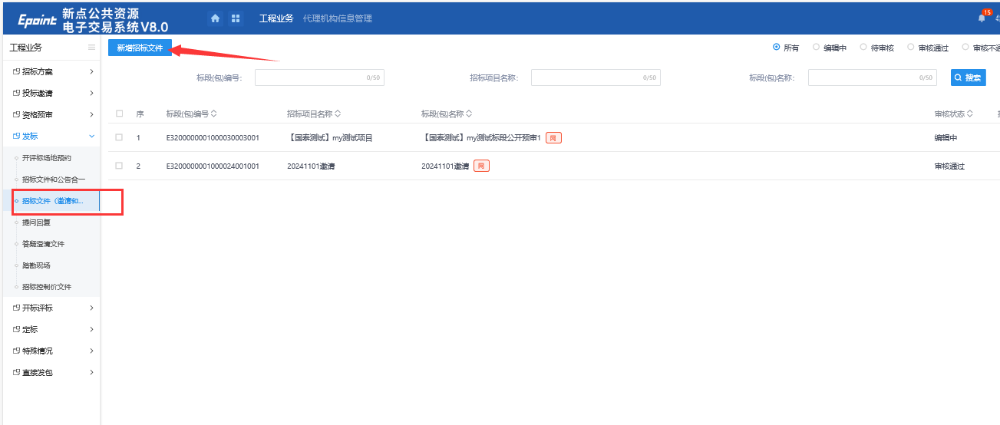 Epoint 新点公共资源
电子交易系统V8.0
工程业务 代理机构信息管理
15
工程业务
新增招标文件
所有 编辑中 待审核 审核通过 审核不
标段(包)编号: 0/50 招标项目名称: 0/50 标段(包)名称: 0/50 搜索
招标方案
投标邀请
资格预审
发标
开评标场地预约
招标文件和公告合一
招标文件（邀请和...
提问回复
答疑澄清文件
踏勘现场
招标控制价文件
开标评标
定标
特殊情况
直接发包
序 标段(包)编号 招标项目名称 标段(包)名称 审核状态
1 E3200000001000030003001 【国泰测试】my测试项目 【国泰测试】my测试标段公开预审1 网 编辑中
2 E3200000001000024001001 20241101邀请 20241101邀请 网 审核通过